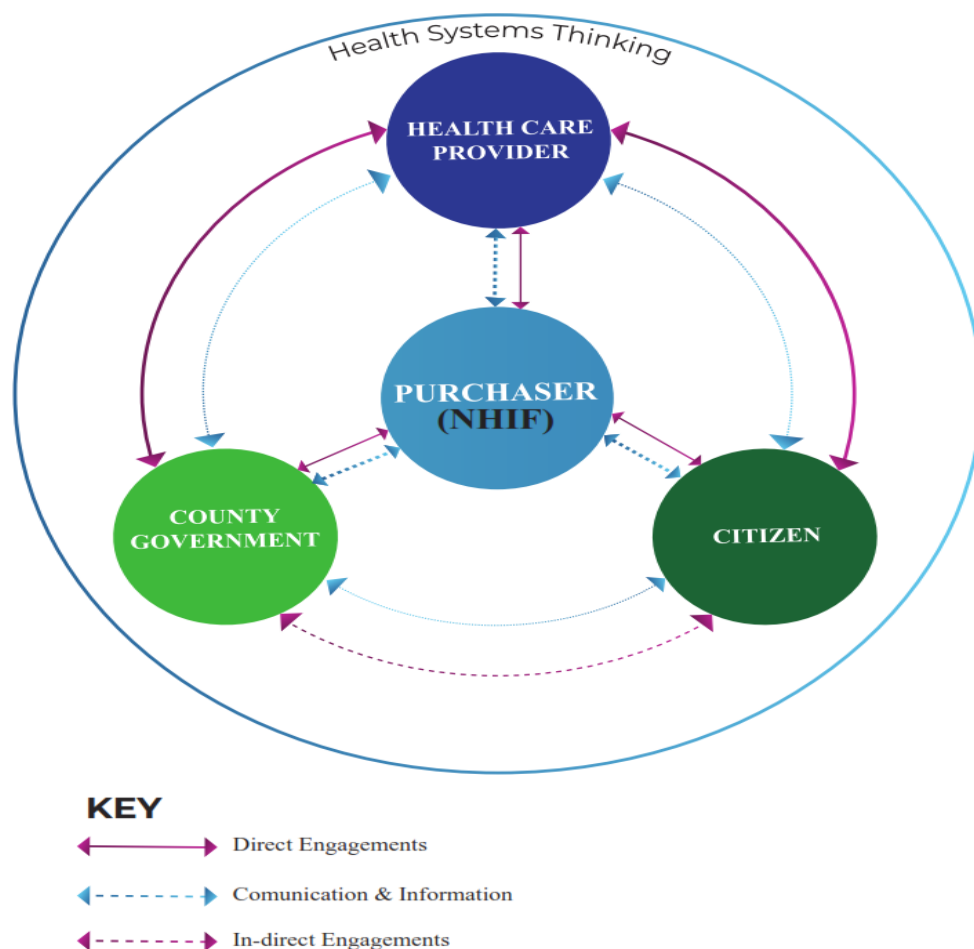 Health Systems Thinking
HEALTH CARE
PROVIDER
PURCHASER
(NHIF)
COUNTY
GOVERNMENT
CITIZEN
KEY
Direct Engagements
Comunication & Information
In-direct Engagements